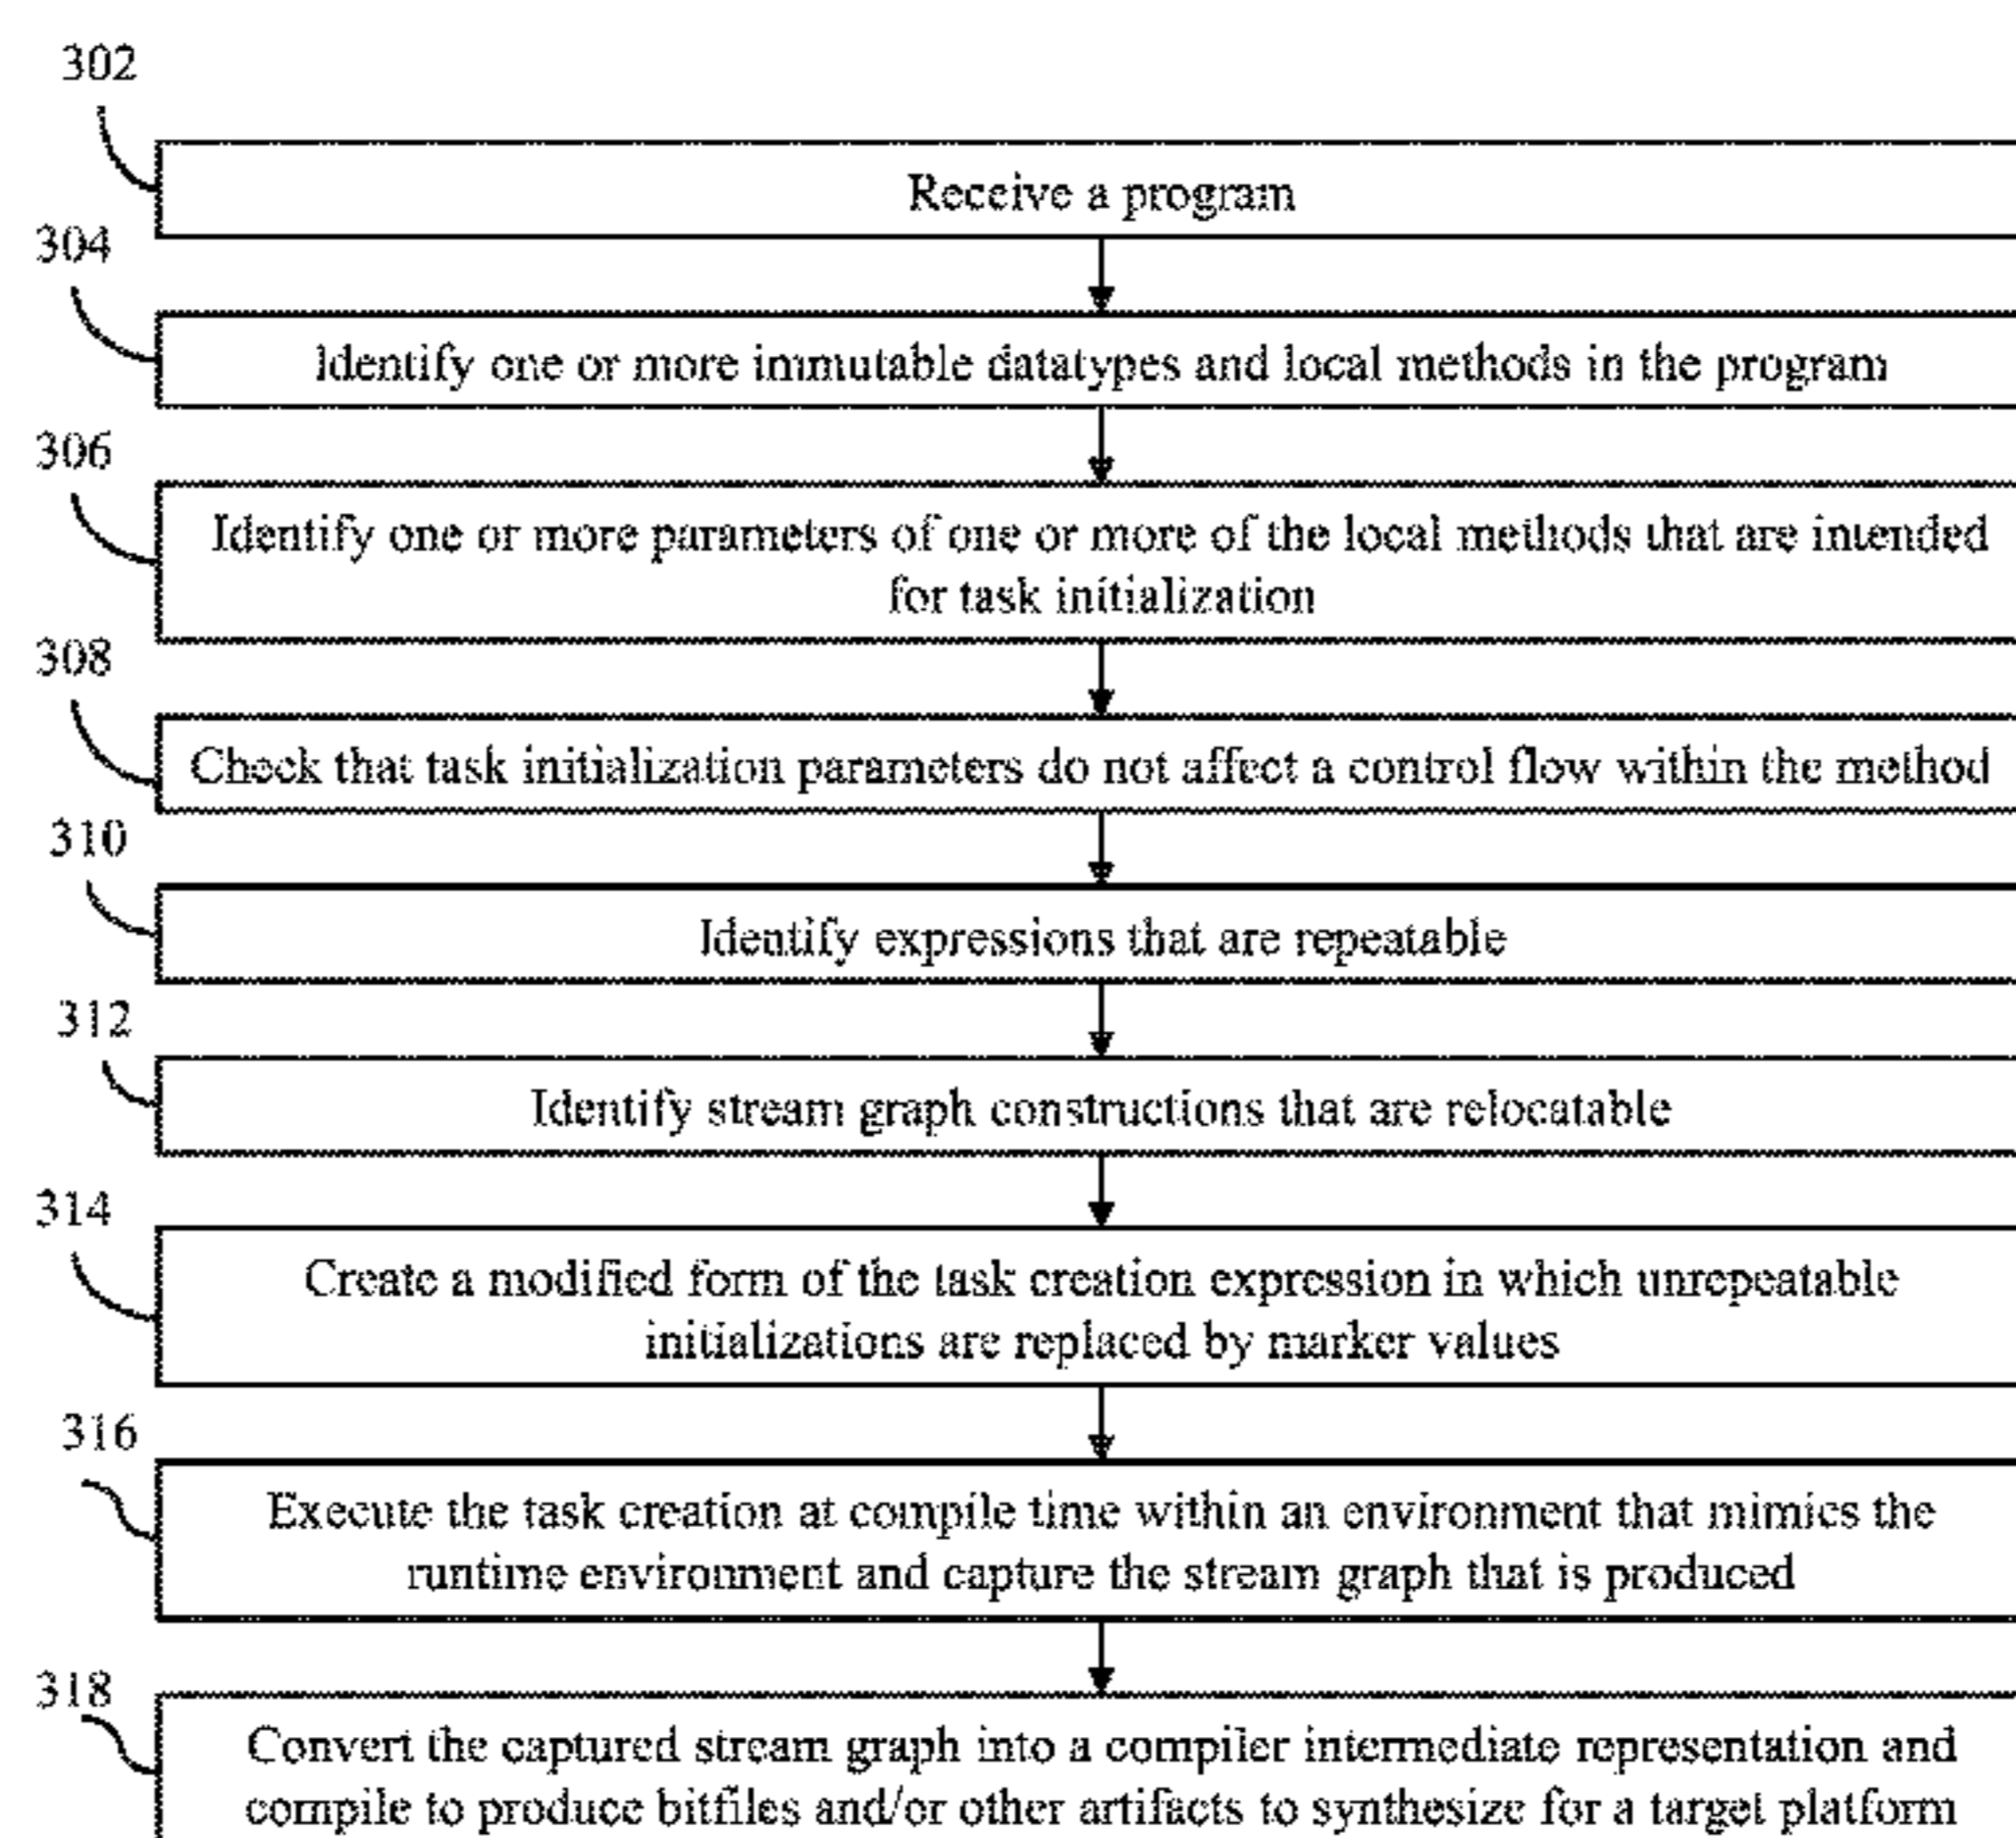 302
Receive a program
304
Identify one or more immutable datatypes and local methods in the program
306
Identify one or more parameters of one or more of the local methods that are intended
for task initialization
308
Check that task initialization parameters do not affect a control flow within the method
310
Identify expressions that are repeatable
312
Identify stream graph constructions that are relocatable
314
Create a modified form of the task creation expression in which unrepeatable
initializations are replaced by marker values
316
Execute the task creation at compile time within an environment that mimics the
runtime environment and capture the stream graph that is produced
318
Convert the captured stream graph into a compiler intermediate representation and
compile to produce bitfiles and/or other artifacts to synthesize for a target platform